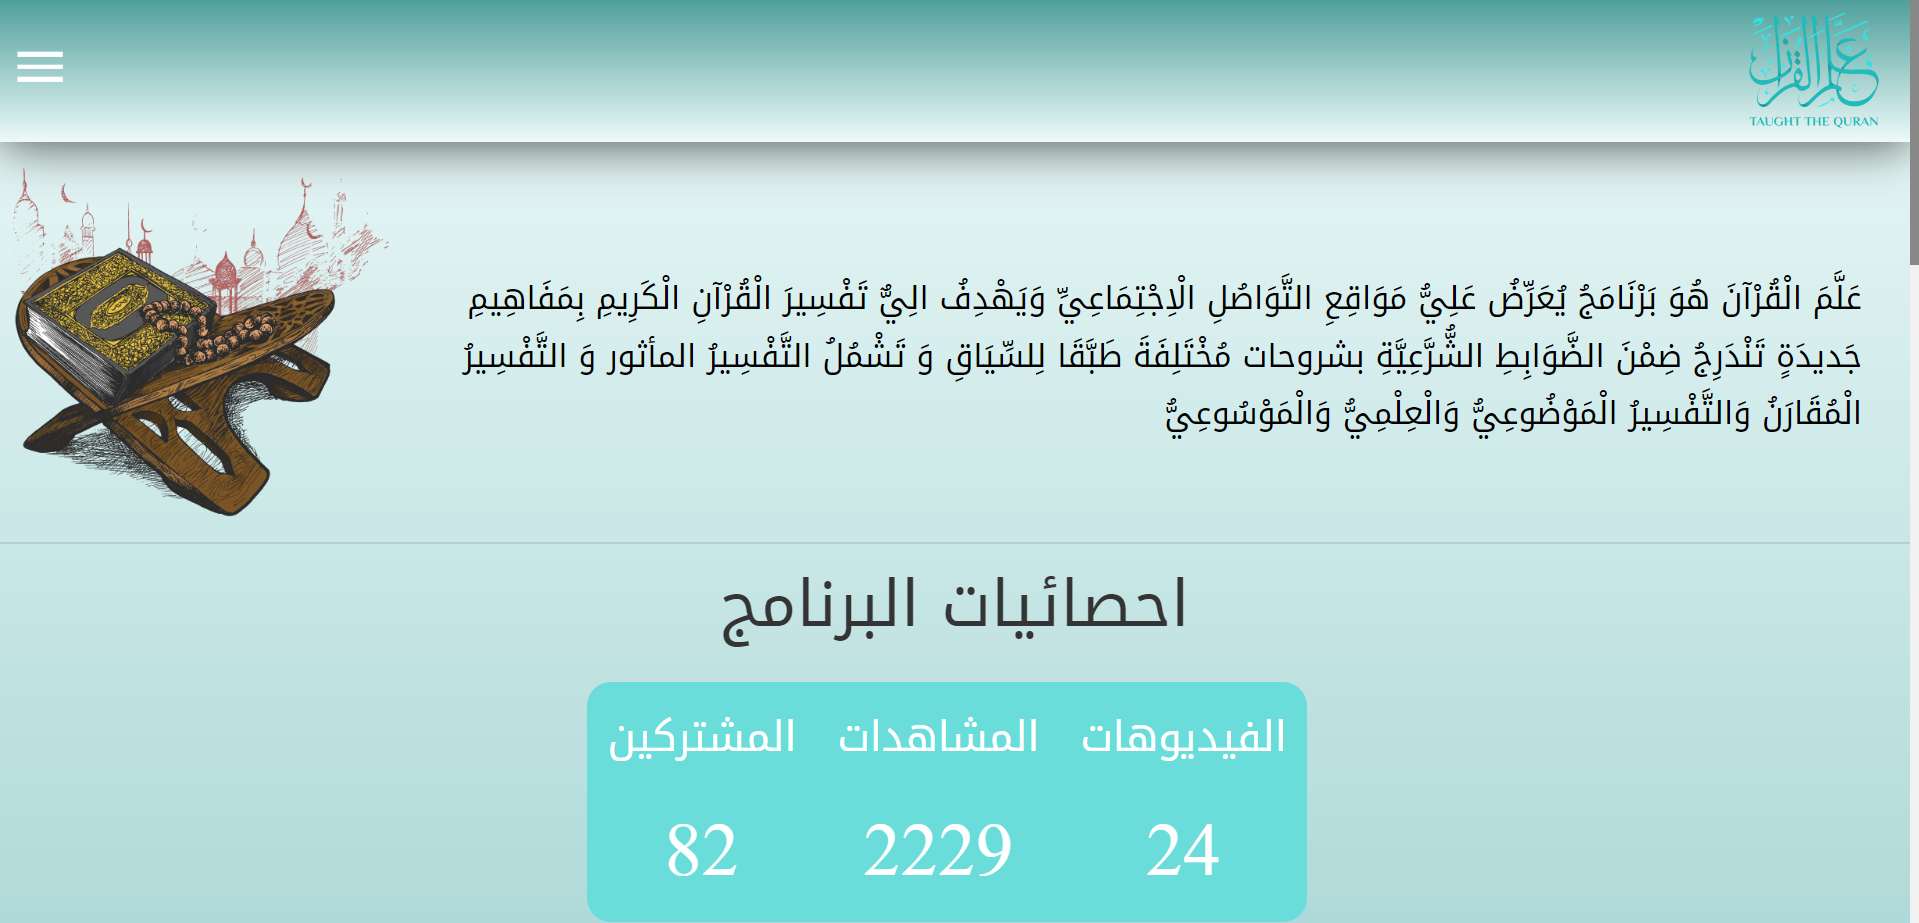 علم القرآن
TAUGHT THE QURAN
عَلَّمَ الْقُرْآنَ هُوَ بَرْنَامَجُ يُعَرِّضُ عَلِيُّ مَوَاقِعِ التَّوَاصُلِ الْاِجْتِمَاعِيِّ وَيَهْدِفُ الِيُّ تَفْسِيرَ الْقُرْآنِ الْكَرِيمِ بِمَفَاهِيمِ
جَديدَةٍ تَنْدَرِجُ ضِمْنَ الضَّوَابِطِ الشُّرَّعِيَّةِ بشروحات مُخْتَلِفَةَ طَبَّقَا لِلسِّيَاقِ وَ تَشْمُلُ التَّفْسِيرُ المأثور وَ التَّفْسِيرُ
الْمُقَارَنُ وَالتَّفْسِيرُ الْمَوْضُوعِيُّ وَالْعِلْمِيُّ وَالْمَوْسُوعِيُّ
احصائيات البرنامج
الفيديوهات المشاهدات المشتركين
24 2229 82